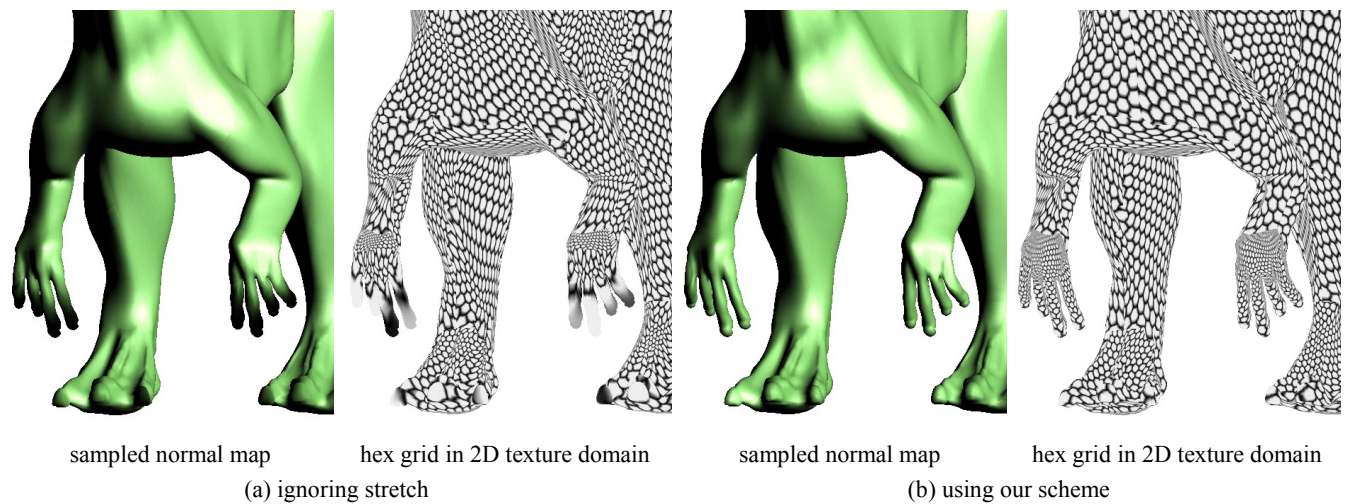 sampled normal map
hex grid in 2D texture domain
sampled normal map
hex grid in 2D texture domain
(a) ignoring stretch
(b) using our scheme